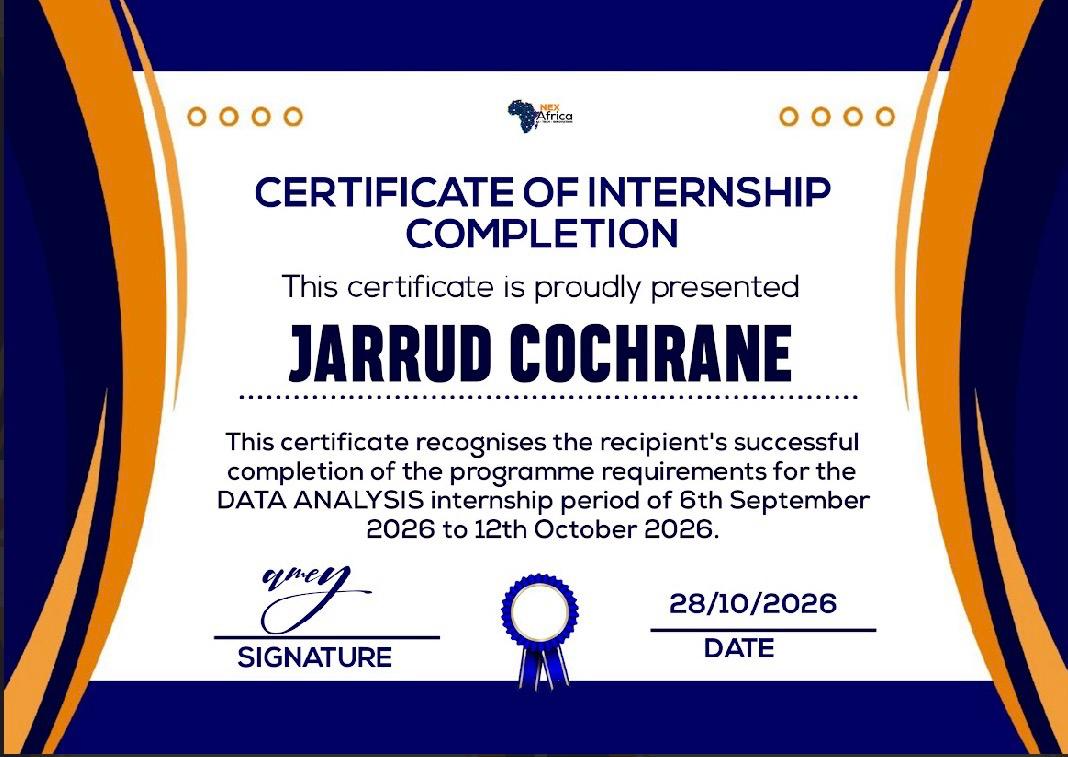 NEX
Africa
CERTIFICATE OF INTERNSHIP
COMPLETION
This certificate is proudly presented
JARRUD COCHRANE
This certificate recognises the recipient's successful
completion of the programme requirements for the
DATA ANALYSIS internship period of 6th September
2026 to 12th October 2026.
amey
SIGNATURE
28/10/2026
DATE